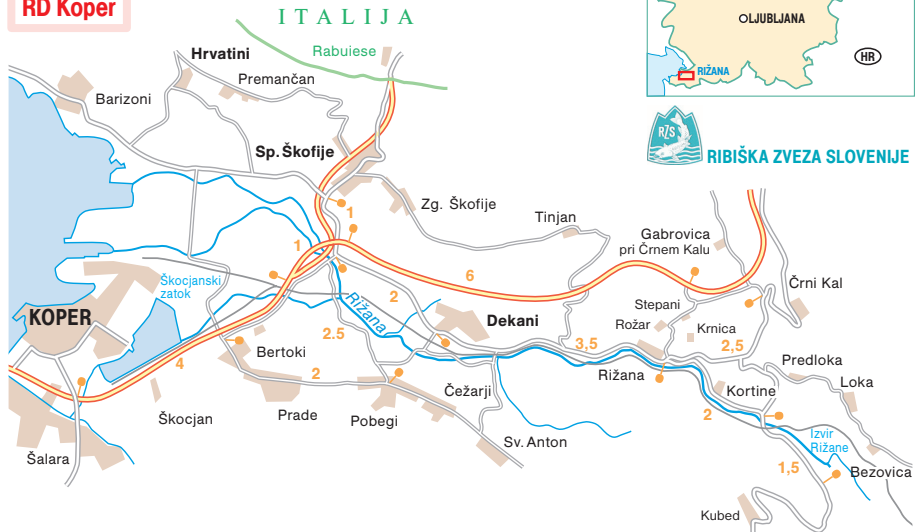 RD Koper
ITALIJA
Rabuiese
Hrvatini
Premančan
Barizoni
OLJUBLJANA
HR
RIŽANA
RZS
RIBIŠKA ZVEZA SLOVENIJE
Sp. Škofije
Zg. Škofije
Tinjan
1
1
6
Gabrovica
pri Črnem Kalu
Črni Kal
Škocjanski
zatok
KOPER
Rižana
2
2.5
Dekani
Stepani
Rožar
Krnica
3,5
2,5
Bertoki
4
2
Čežarji
Rižana
Predloka
Loka
Kortine
Škocjan
Prade
Pobegi
Sv. Anton
2
Izvir
Rižane
Šalara
1,5
Bezovica
Kubed